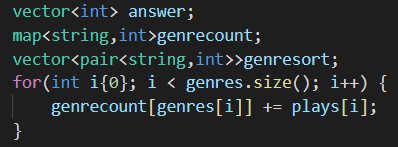 vector<int> answer;
map<string,int>genrecount;
vector<pair<string,int>>genresort;
for(int i{0}; i < genres.size(); i++) {
    genrecount[genres[i]] += plays[i];
}